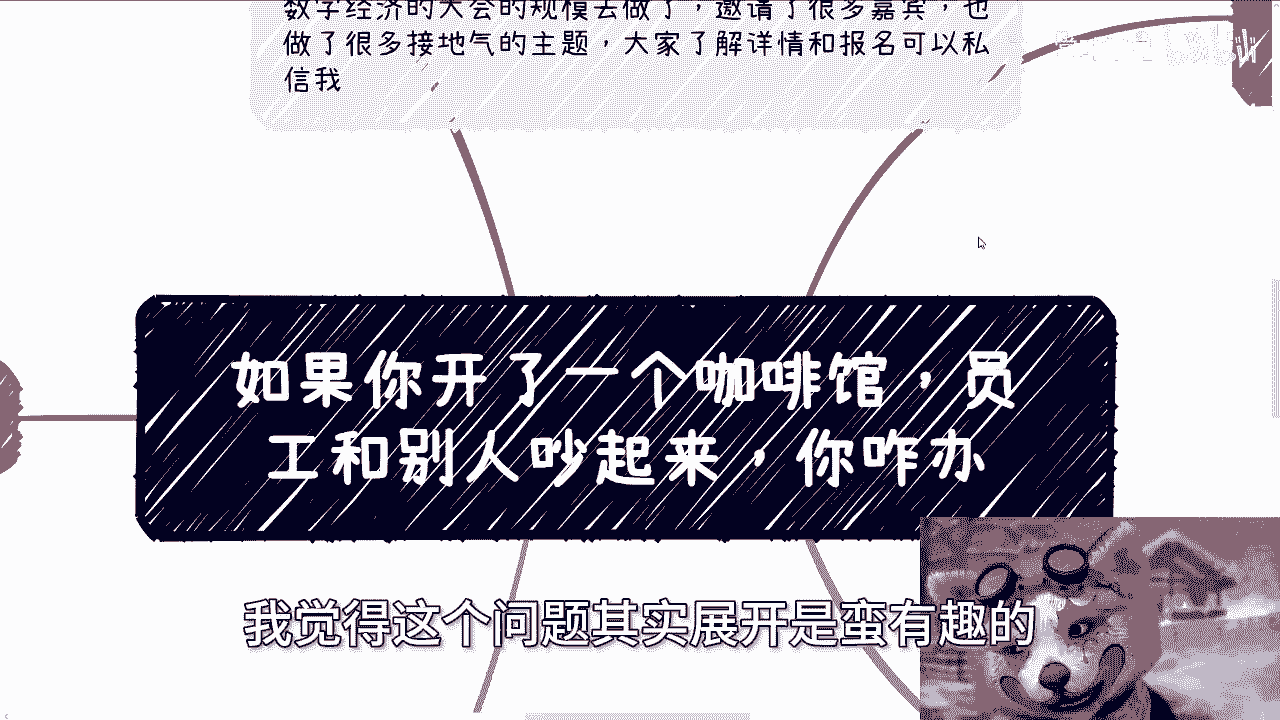 数字经济的大会的规模去做了，邀请了很多嘉宾，也
做了很多接地气的主题，大家了解详情和报名可以私
信我
如果你开了一个咖啡馆，员
工和别人吵起来，你咋办
我觉得这个问题其实展开是蛮有趣的